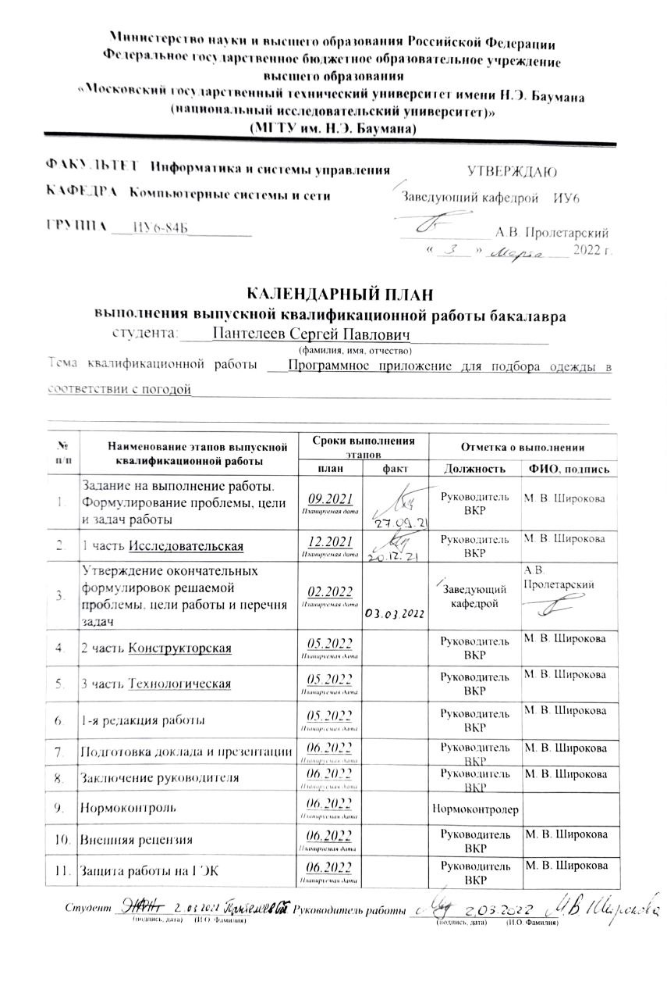 Министерство науки и высшего образования Российской Федерации
Федеральное государственное бюджетное образовательное учреждение
высшего образования
«Московский государственный технический университет имени Н.Э. Баумана
(национальный исследовательский университет)»
(МГТУ им. Н.Э. Баумана)
ФАКУЛЬТЕТ Информатика и системы управления
УТВЕРЖДАЮ
КАФЕДРА Компьютерные системы и сети
Заведующий кафедрой ИУ6
ГРУППА ИУ6-84Б
А.В. Пролетарский
« 3 » Марта 2022 г.
КАЛЕНДАРНЫЙ ПЛАН
выполнения выпускной квалификационной работы бакалавра
студента: Пантелеев Сергей Павлович
(фамилия, имя, отчество)
Тема квалификационной работы Программное приложение для подбора одежды в
соответствии с погодой
№ п/п
Наименование этапов выпускной квалификационной работы
Сроки выполнения этапов
Отметка о выполнении
план
факт
Должность
ФИО, подпись
1.
Задание на выполнение работы.
Формулирование проблемы, цели
и задач работы
09.2021
Планируемая дата
27.09.21
Руководитель
ВКР
М. В. Широкова
2.
1 часть Исследовательская
12.2021
Планируемая дата
20.12.21
Руководитель
ВКР
М. В. Широкова
3.
Утверждение окончательных
формулировок решаемой
проблемы, цели работы и перечня
задач
02.2022
Планируемая дата
03.03.2022
Заведующий
кафедрой
А.В.
Пролетарский
4.
2 часть Конструкторская
05.2022
Планируемая дата
Руководитель
ВКР
М. В. Широкова
5.
3 часть Технологическая
05.2022
Планируемая дата
Руководитель
ВКР
М. В. Широкова
6.
1-я редакция работы
05.2022
Планируемая дата
Руководитель
ВКР
М. В. Широкова
7.
Подготовка доклада и презентации
06.2022
Планируемая дата
Руководитель
ВКР
М. В. Широкова
8.
Заключение руководителя
06.2022
Планируемая дата
Руководитель
ВКР
М. В. Широкова
9.
Нормоконтроль
06.2022
Планируемая дата
Нормоконтролер
10.
Внешняя рецензия
06.2022
Планируемая дата
Руководитель
ВКР
М. В. Широкова
11.
Защита работы на ГЭК
06.2022
Планируемая дата
Руководитель
ВКР
М. В. Широкова
Студент Пантелеев СП Руководитель работы 2.03.2022 М.В Широкова
(подпись, дата) (И.О. Фамилия) (подпись, дата) (И.О. Фамилия)